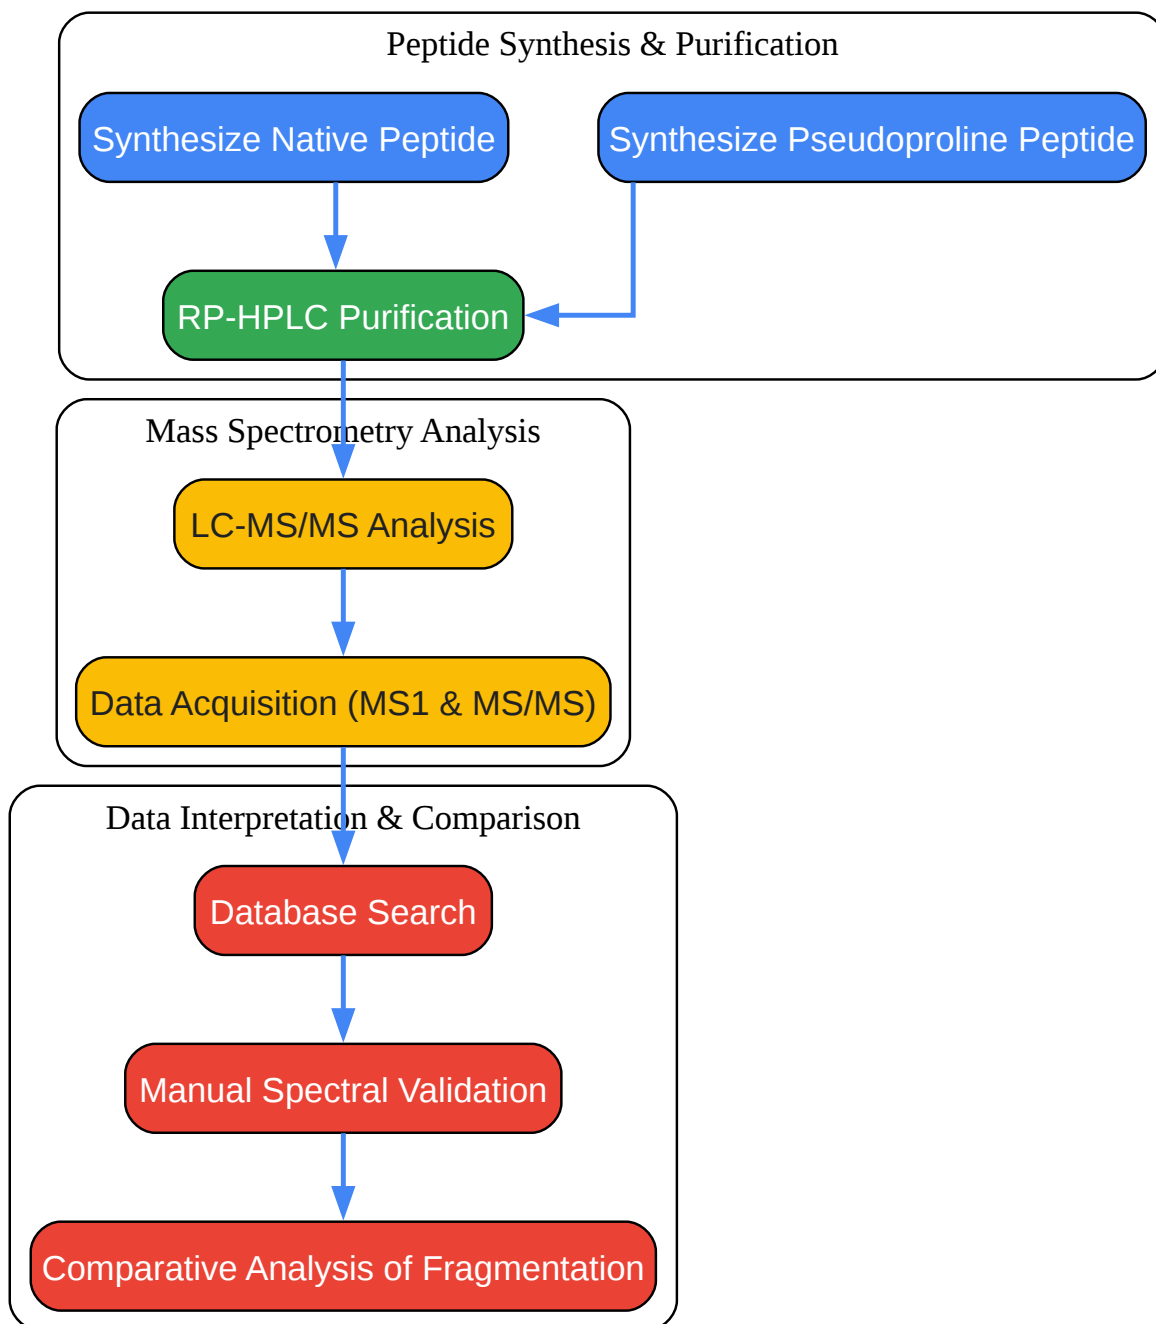 Peptide Synthesis & Purification
Synthesize Native Peptide
Synthesize Pseudoproline Peptide
RP-HPLC Purification
Mass Spectrometry Analysis
LC-MS/MS Analysis
Data Acquisition (MS1 & MS/MS)
Data Interpretation & Comparison
Database Search
Manual Spectral Validation
Comparative Analysis of Fragmentation